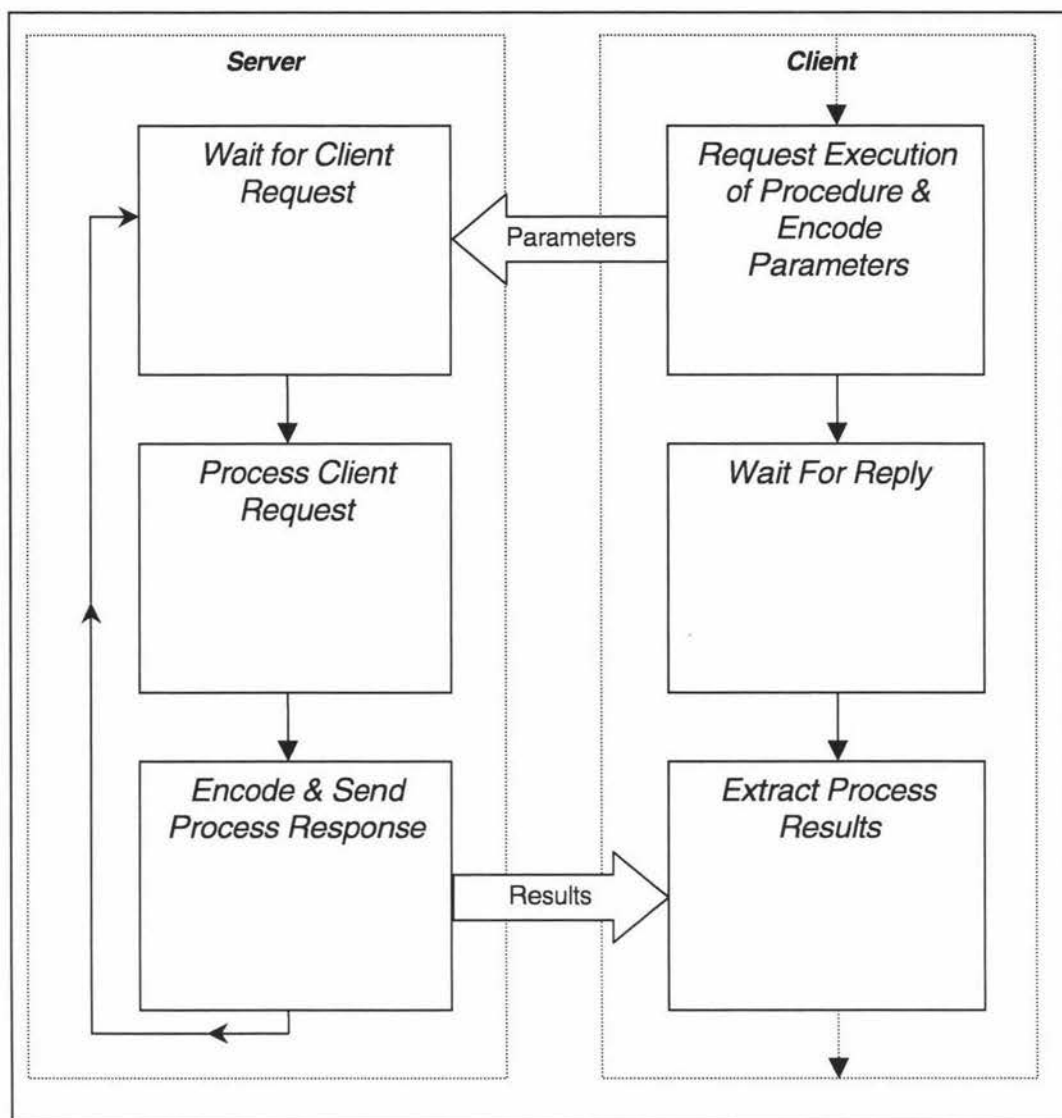 Server
Wait for Client
Request
Process Client
Request
Encode & Send
Process Response
Parameters
Results
Client
Request Execution
of Procedure &
Encode
Parameters
Wait For Reply
Extract Process
Results